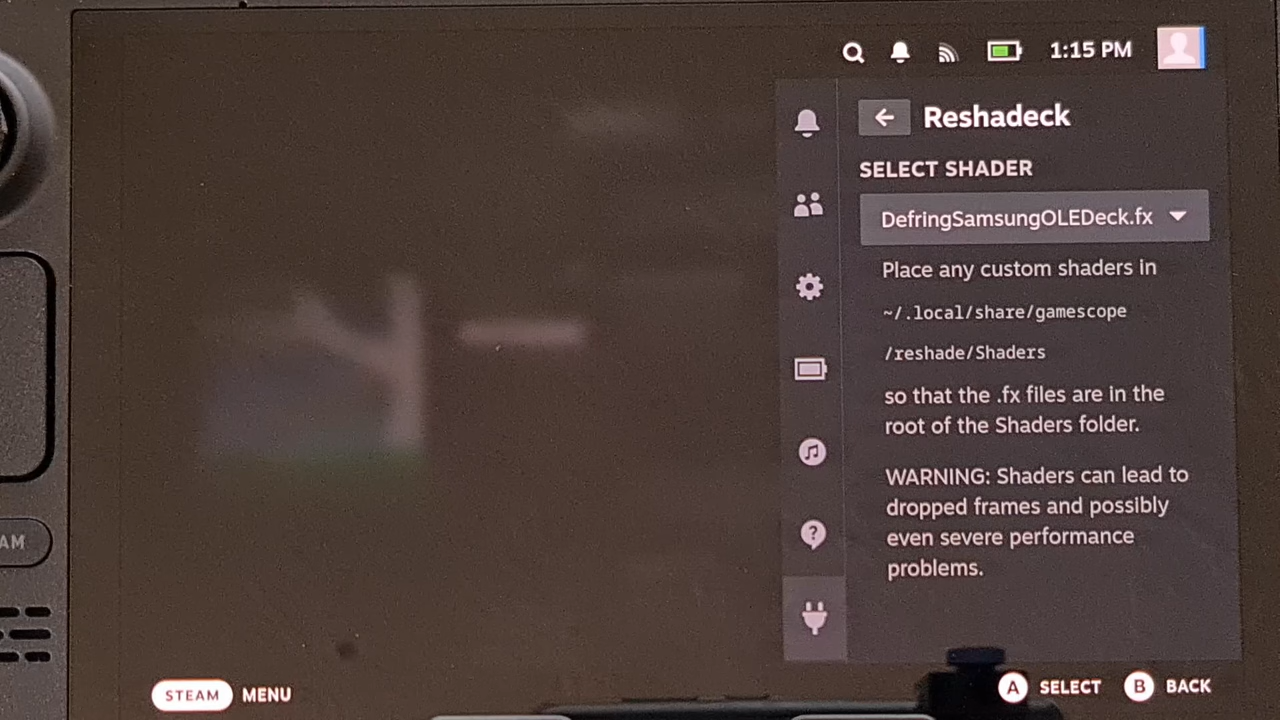 1:15 PM
Reshadeck
SELECT SHADER
DefringSamsungOLEDeck.fx
Place any custom shaders in
~/.local/share/gamescope
/reshade/Shaders
so that the .fx files are in the
root of the Shaders folder.
WARNING: Shaders can lead to
dropped frames and possibly
even severe performance
problems.
AM
STEAM MENU
A SELECT B BACK